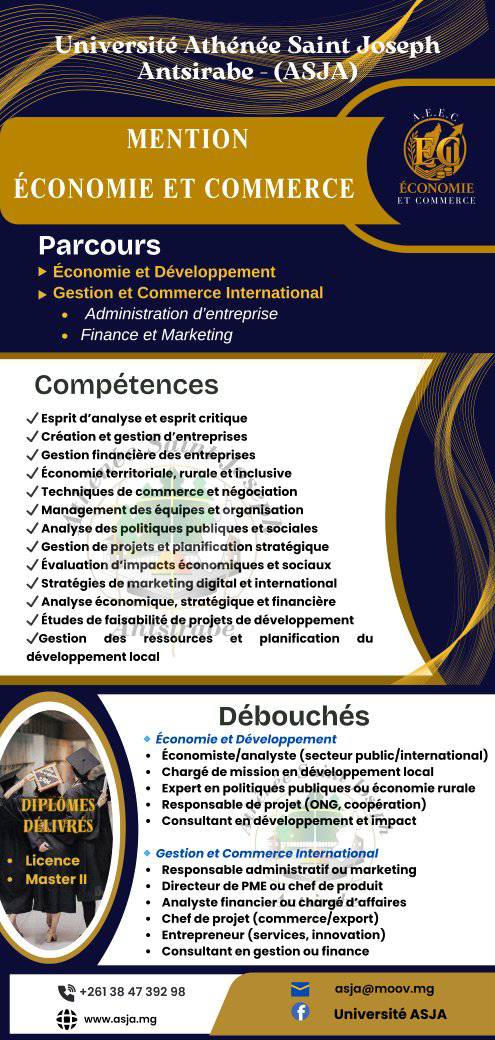 Université Athénée Saint Joseph
Antsirabe - (ASJA)
MENTION
ÉCONOMIE ET COMMERCE
A.E.E.C
EC
ÉCONOMIE
ET COMMERCE
Parcours
Économie et Développement
Gestion et Commerce International
• Administration d’entreprise
• Finance et Marketing
Compétences
✓Esprit d’analyse et esprit critique
✓Création et gestion d’entreprises
✓Gestion financière des entreprises
✓Économie territoriale, rurale et inclusive
✓Techniques de commerce et négociation
✓Management des équipes et organisation
✓Analyse des politiques publiques et sociales
✓Gestion de projets et planification stratégique
✓Évaluation d’impacts économiques et sociaux
✓Stratégies de marketing digital et international
✓Analyse économique, stratégique et financière
✓Études de faisabilité de projets de développement
✓Gestion des ressources et planification du
développement local
Athénée Saint Joseph
Antsirabe
Débouchés
Économie et Développement
• Économiste/analyste (secteur public/international)
• Chargé de mission en développement local
• Expert en politiques publiques ou économie rurale
• Responsable de projet (ONG, coopération)
• Consultant en développement et impact
Gestion et Commerce International
• Responsable administratif ou marketing
• Directeur de PME ou chef de produit
• Analyste financier ou chargé d’affaires
• Chef de projet (commerce/export)
• Entrepreneur (services, innovation)
• Consultant en gestion ou finance
DIPLÔMES
DÉLIVRÉS
• Licence
• Master II
+261 38 47 392 98
www.asja.mg
asja@moov.mg
Université ASJA